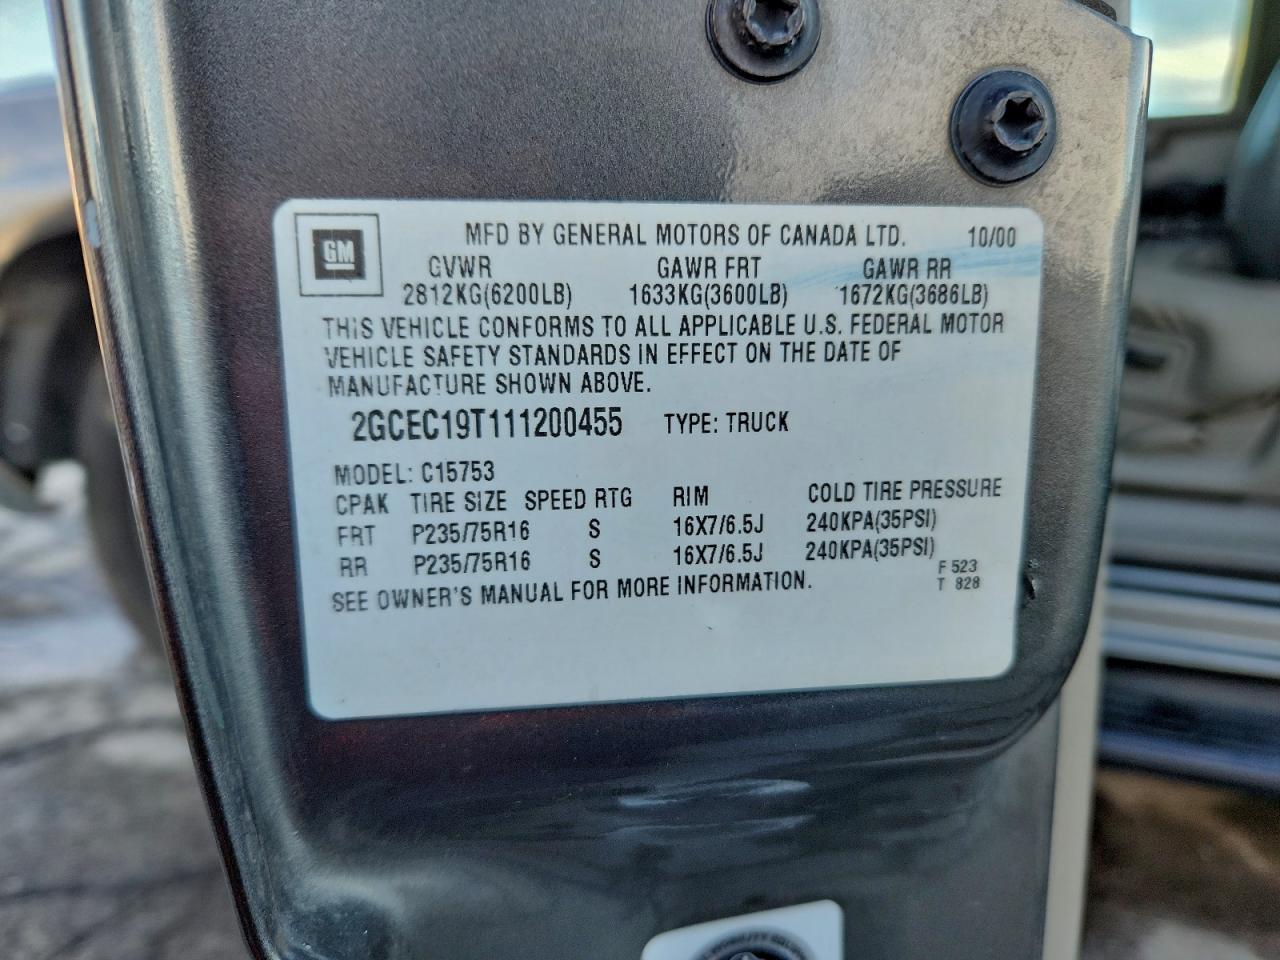 GM
MFD BY GENERAL MOTORS OF CANADA LTD. 10/00
GVWR GAWR FRT GAWR RR
2812KG(6200LB) 1633KG(3600LB) 1672KG(3686LB)
THIS VEHICLE CONFORMS TO ALL APPLICABLE U.S. FEDERAL MOTOR
VEHICLE SAFETY STANDARDS IN EFFECT ON THE DATE OF
MANUFACTURE SHOWN ABOVE.
2GCEC19T111200455 TYPE: TRUCK
MODEL: C15753
CPAK TIRE SIZE SPEED RTG RIM COLD TIRE PRESSURE
FRT P235/75R16 S 16X7/6.5J 240KPA(35PSI)
RR P235/75R16 S 16X7/6.5J 240KPA(35PSI)
SEE OWNER'S MANUAL FOR MORE INFORMATION.
F 523
T 828